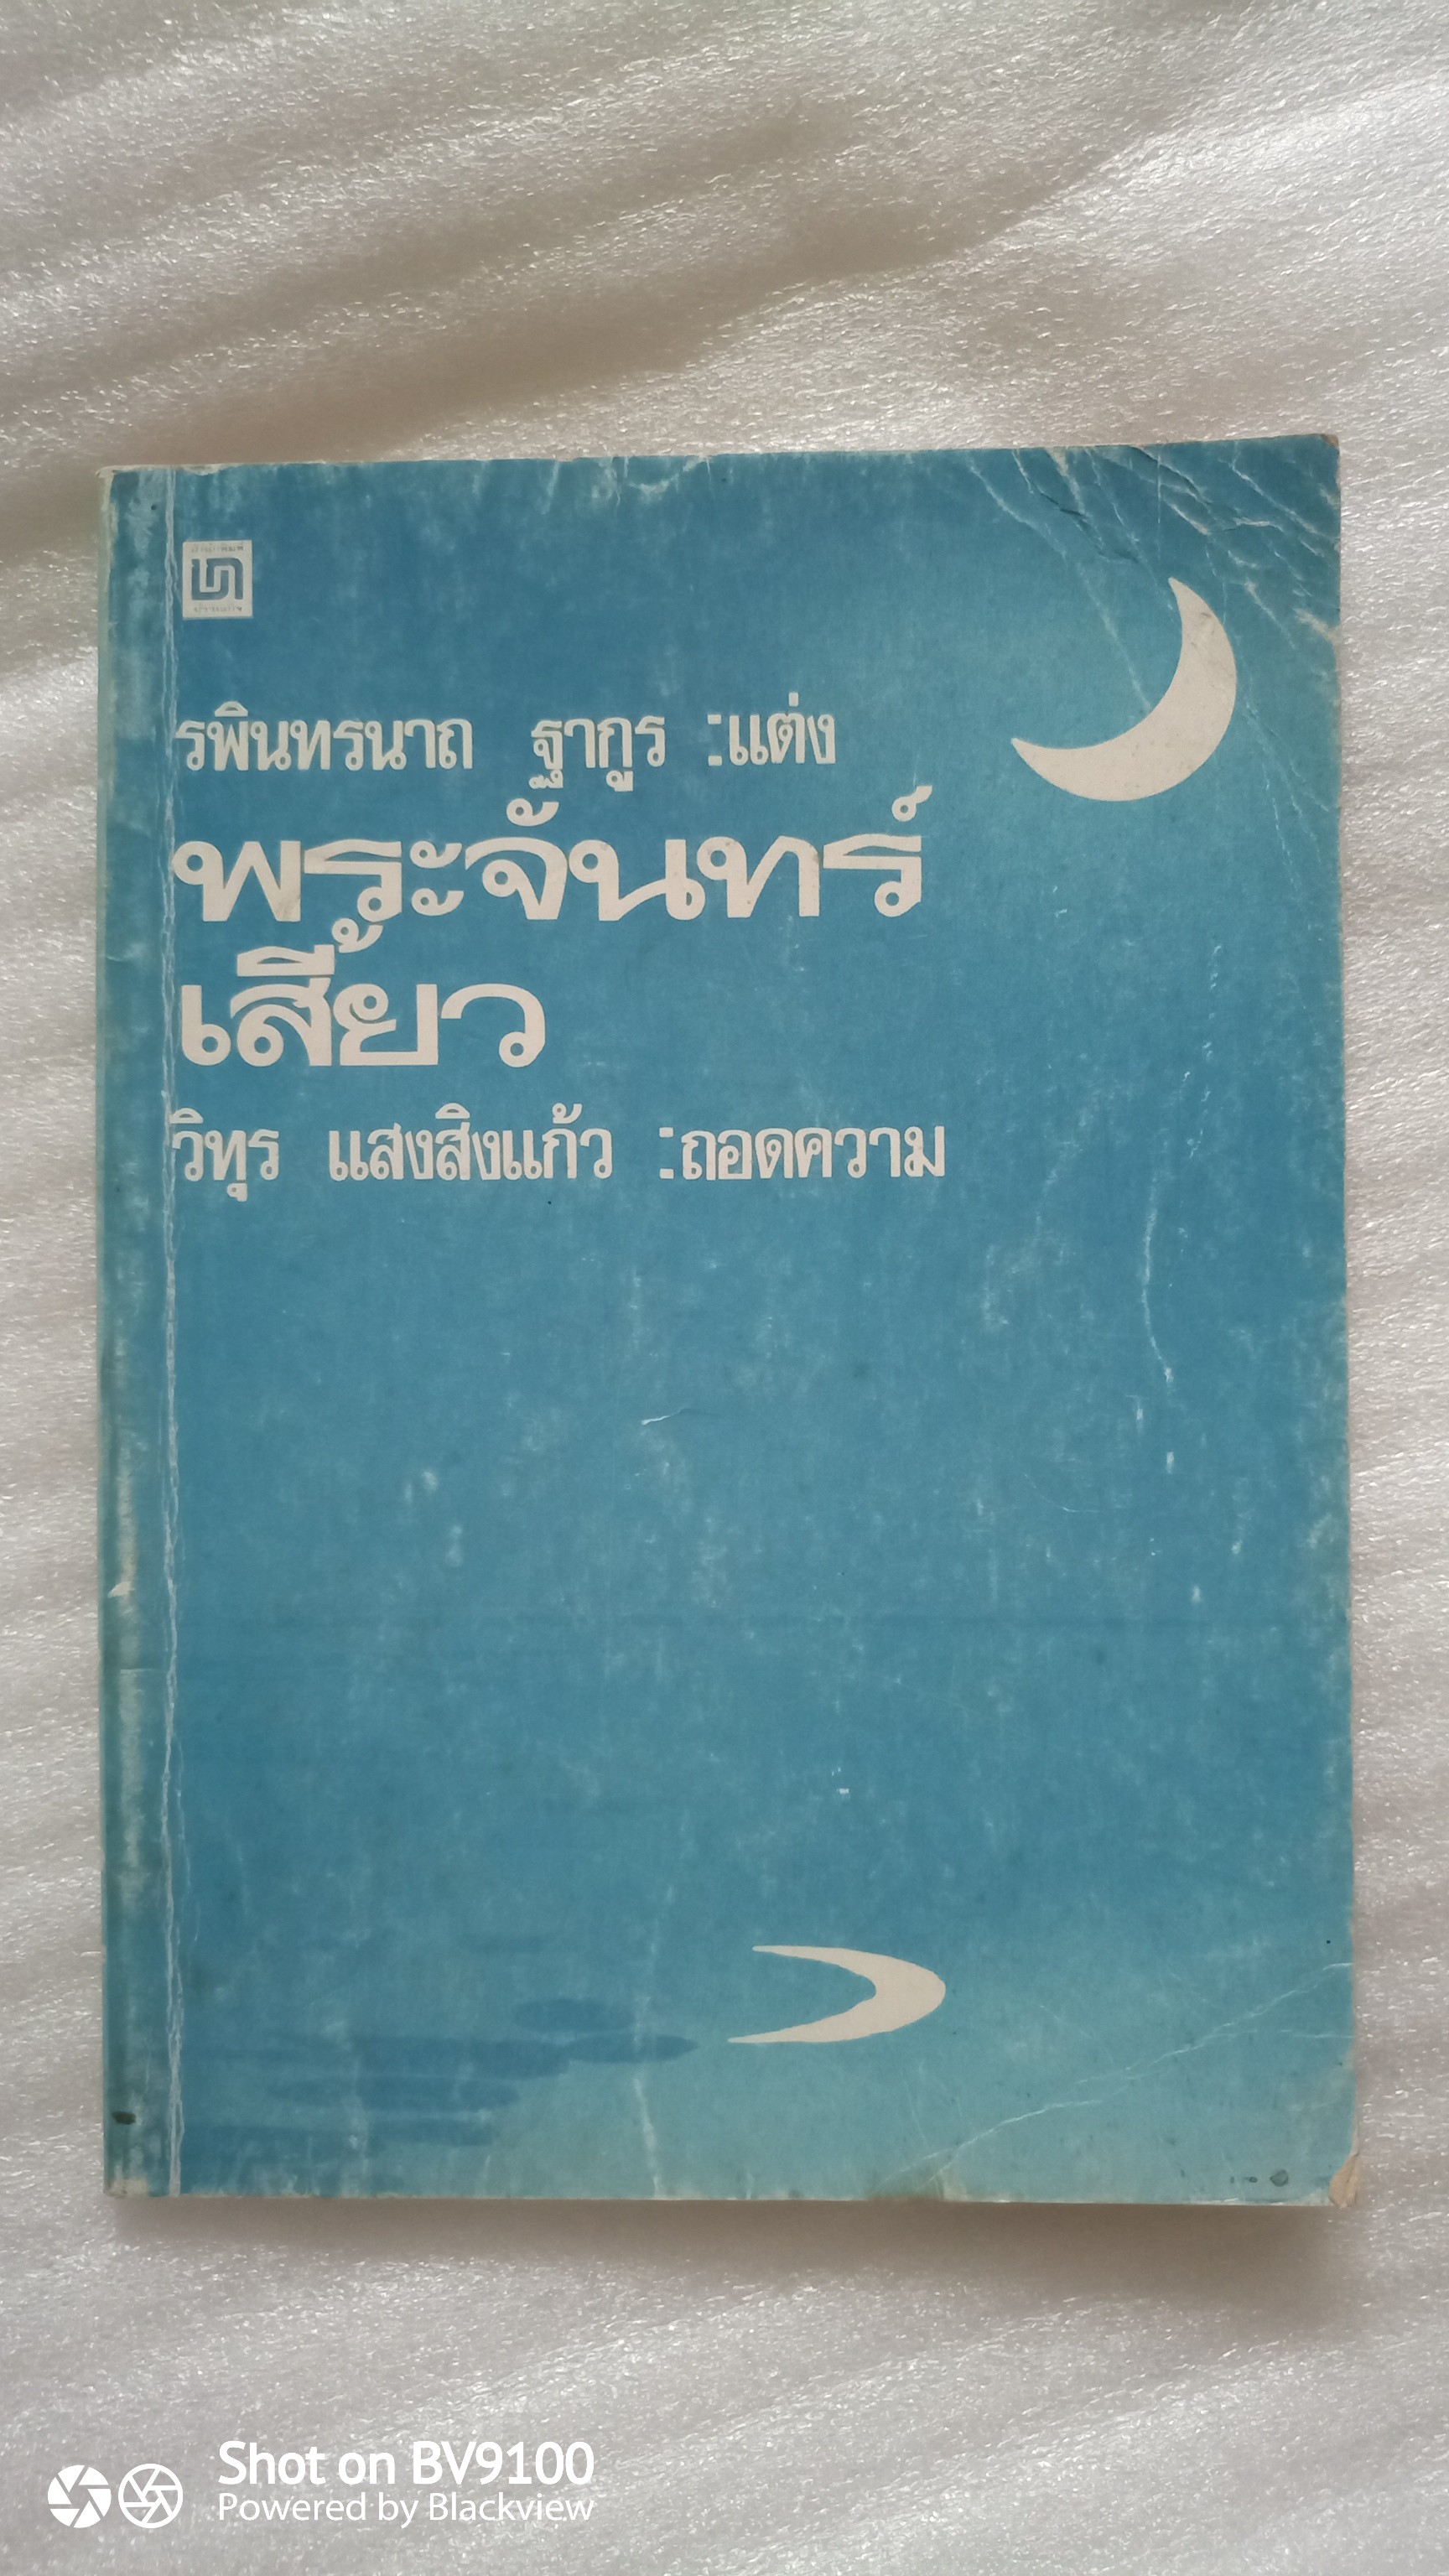 รพินทรนาถ ฐากูร :แต่ง
พระจันทร์
เสี้ยว
วิทุร แสงสิงแก้ว :ถอดความ
Shot on BV9100
Powered by Blackview